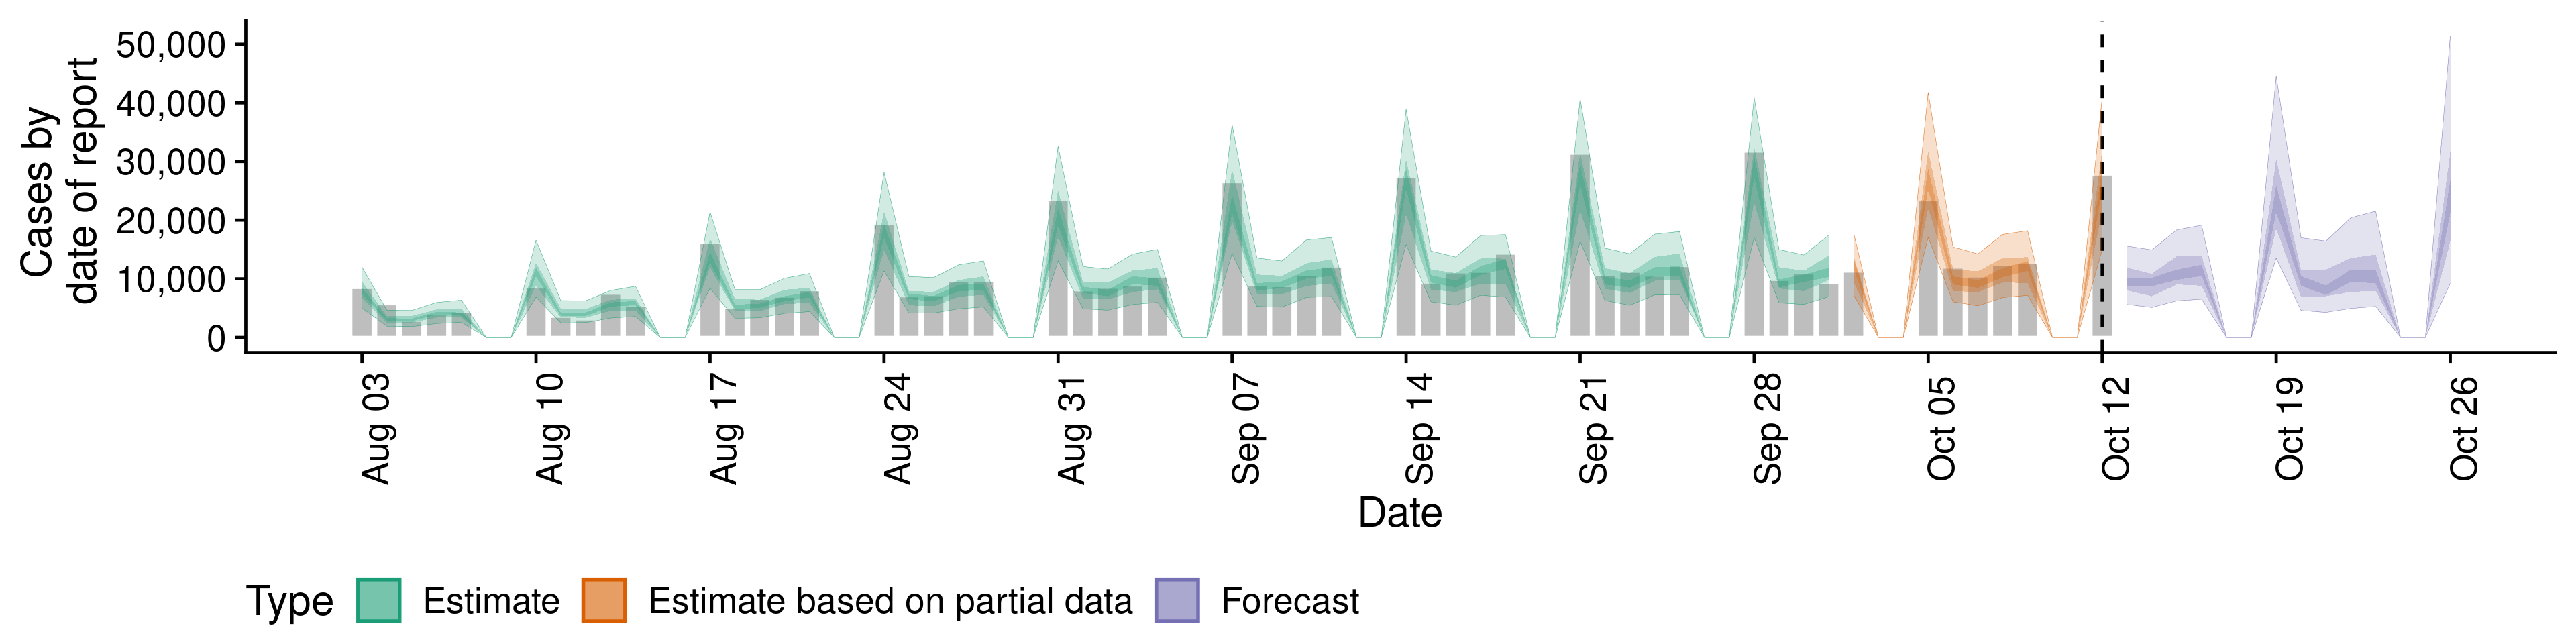 Cases by
date of report
50,000
40,000
30,000
20,000
10,000
0
Aug 03
Aug 10
Aug 17
Aug 24
Aug 31
Sep 07
Sep 14
Sep 21
Sep 28
Oct 05
Oct 12
Oct 19
Oct 26
Date
Type Estimate Estimate based on partial data Forecast